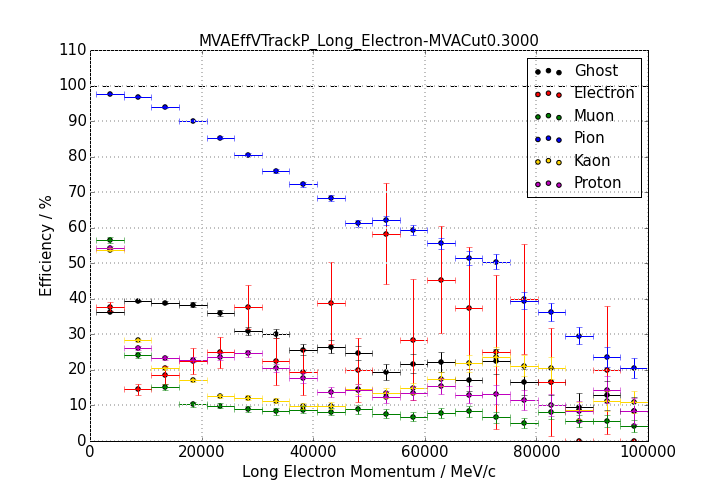 MVAEffVTrackP_Long_Electron-MVACut0.3000
110
100
90
80
70
60
50
40
30
20
10
0
Efficiency / %
Ghost
Electron
Muon
Pion
Kaon
Proton
0 20000 40000 60000 80000 100000
Long Electron Momentum / MeV/c